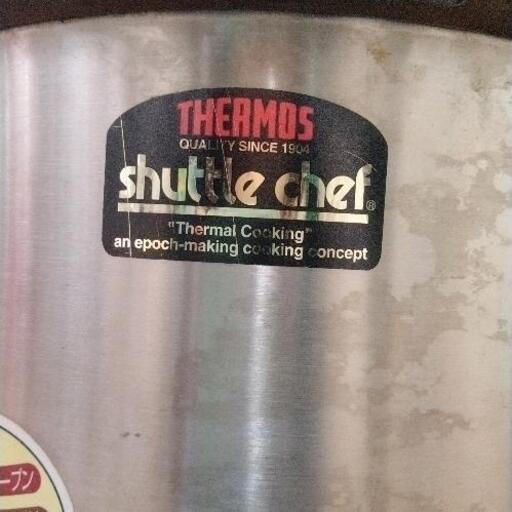 THERMOS
QUALITY SINCE 1904
shuttle chef®
"Thermal Cooking"
an epoch-making cooking concept
ープン